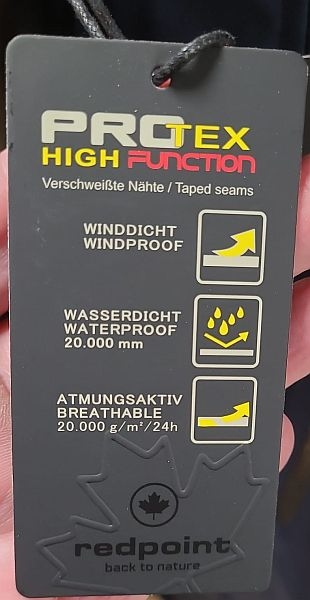 PROTEX
HIGH FUNCTION
Verschweißte Nähte / Taped seams
WINDDICHT
WINDPROOF
WASSERDICHT
WATERPROOF
20.000 mm
ATMUNGSAKTIV
BREATHABLE
20.000 g/m²/24h
redpoint
back to nature